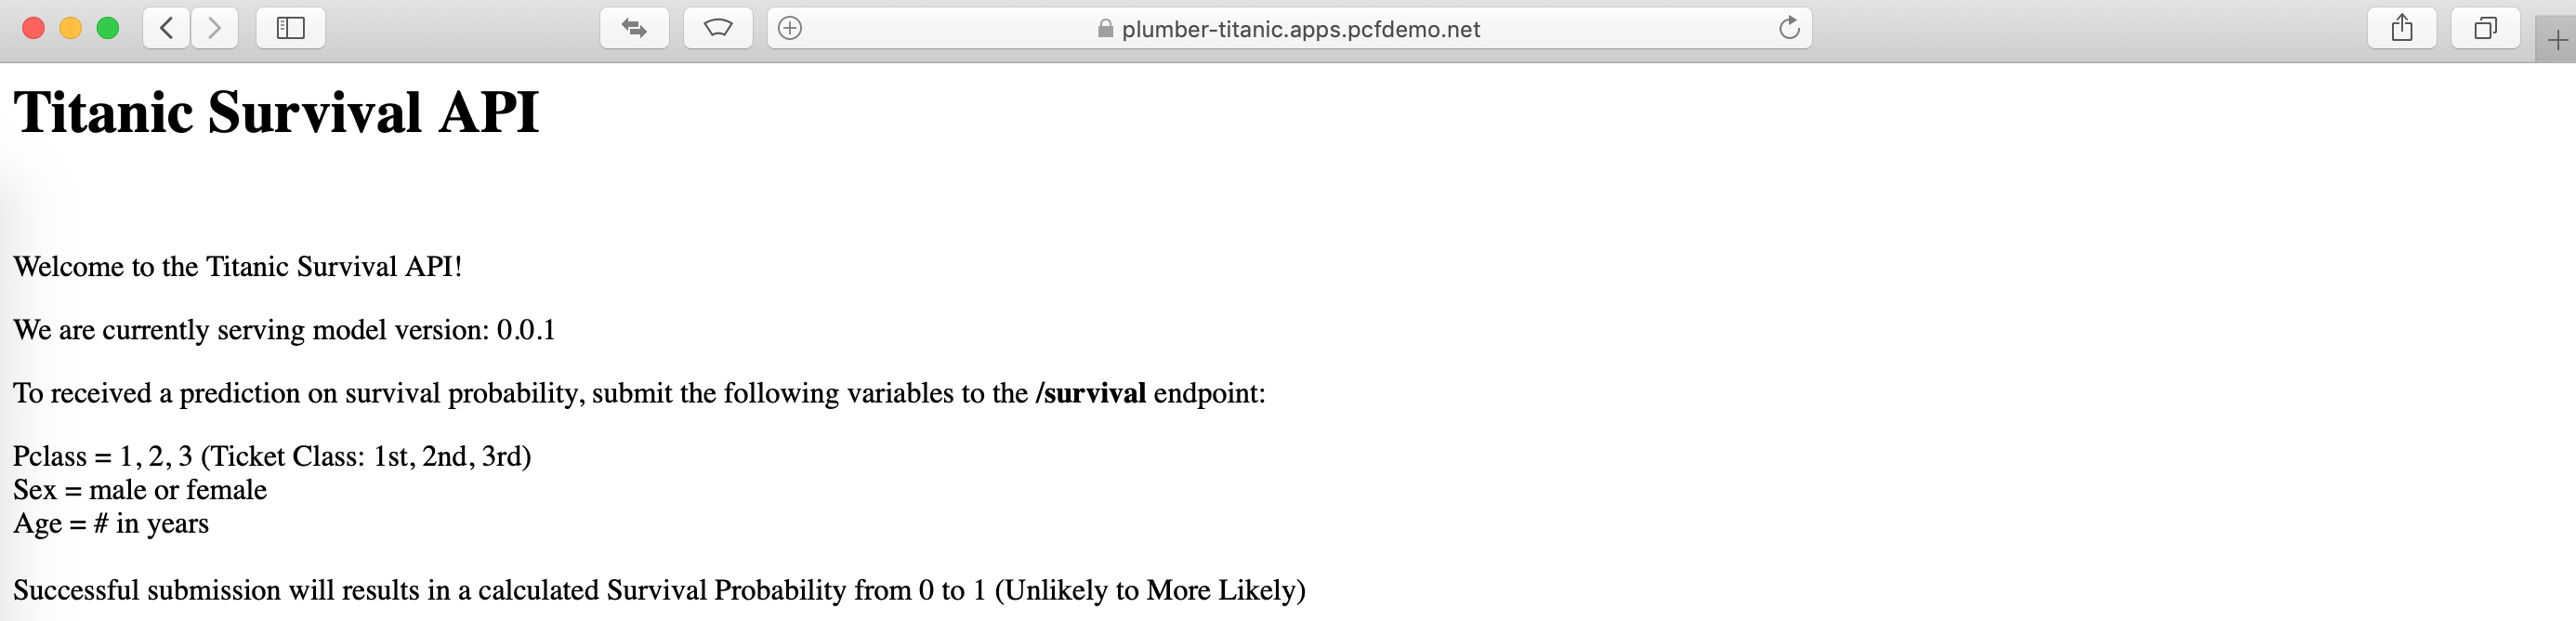 plumber-titanic.apps.pcfdemo.net
Titanic Survival API
Welcome to the Titanic Survival API!
We are currently serving model version: 0.0.1
To received a prediction on survival probability, submit the following variables to the /survival endpoint:
Pclass = 1, 2, 3 (Ticket Class: 1st, 2nd, 3rd)
Sex = male or female
Age = # in years
Successful submission will results in a calculated Survival Probability from 0 to 1 (Unlikely to More Likely)